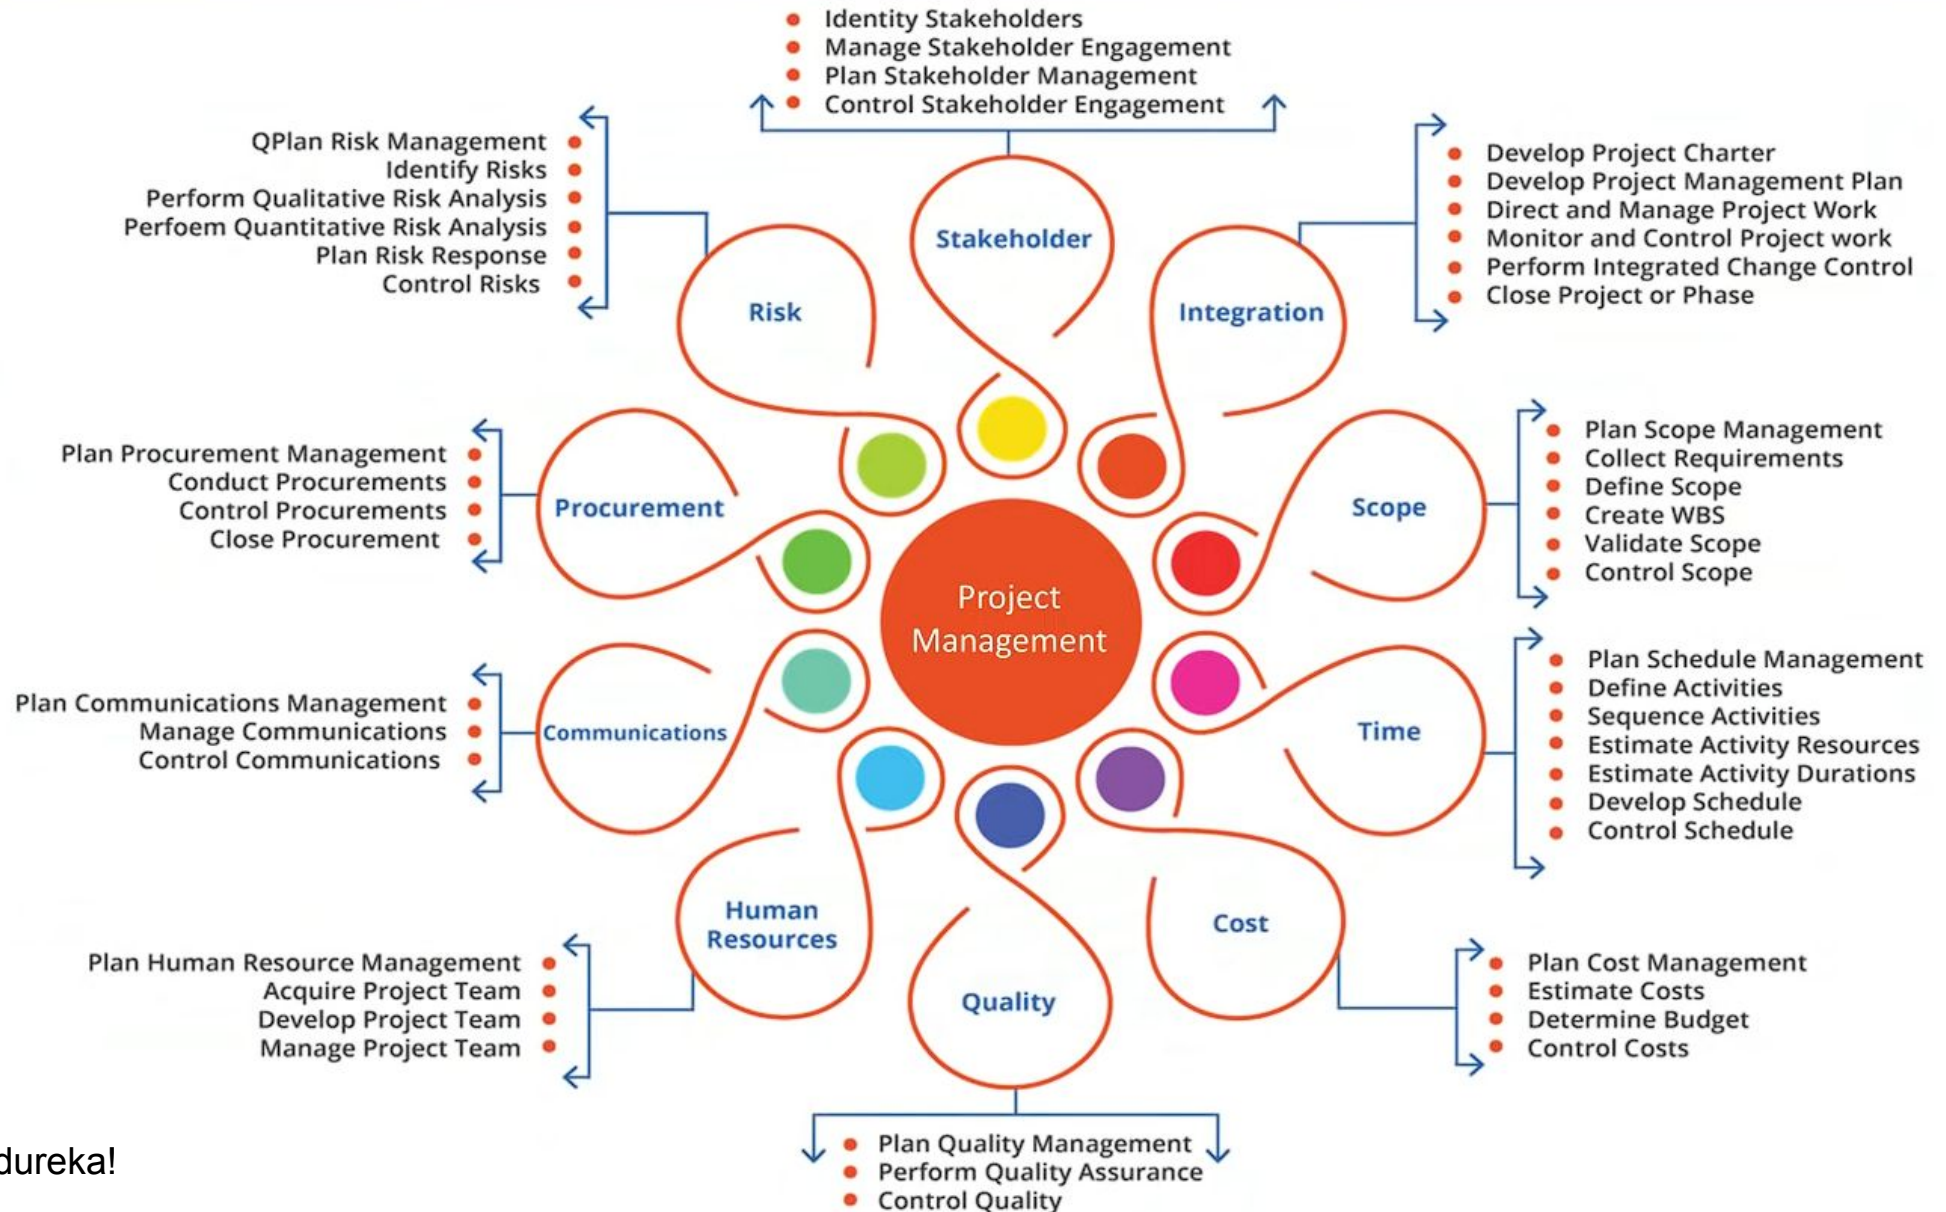 Identity Stakeholders
Manage Stakeholder Engagement
Plan Stakeholder Management
Control Stakeholder Engagement
QPlan Risk Management
Identify Risks
Perform Qualitative Risk Analysis
Perfoem Quantitative Risk Analysis
Plan Risk Response
Control Risks
Develop Project Charter
Develop Project Management Plan
Direct and Manage Project Work
Monitor and Control Project work
Perform Integrated Change Control
Close Project or Phase
Stakeholder
Risk
Integration
Plan Procurement Management
Conduct Procurements
Control Procurements
Close Procurement
Procurement
Scope
Plan Scope Management
Collect Requirements
Define Scope
Create WBS
Validate Scope
Control Scope
Project
Management
Plan Communications Management
Manage Communications
Control Communications
Communications
Time
Plan Schedule Management
Define Activities
Sequence Activities
Estimate Activity Resources
Estimate Activity Durations
Develop Schedule
Control Schedule
Human
Resources
Quality
Cost
Plan Human Resource Management
Acquire Project Team
Develop Project Team
Manage Project Team
Plan Cost Management
Estimate Costs
Determine Budget
Control Costs
Plan Quality Management
Perform Quality Assurance
Control Quality
dureka!